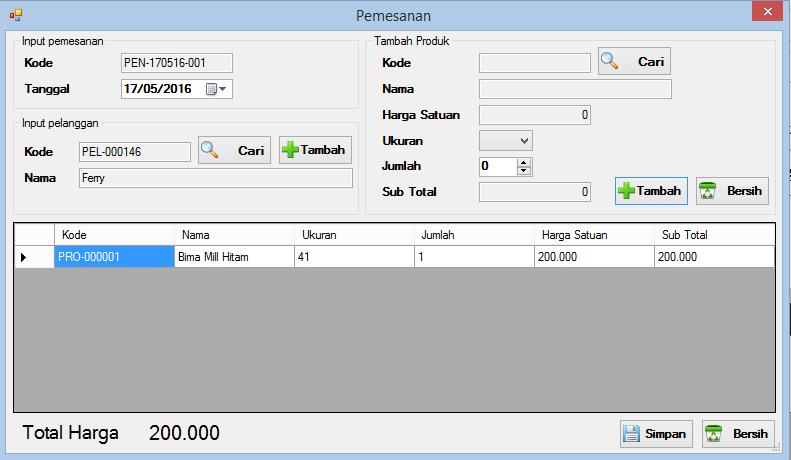 Pemesanan
Input pemesanan
Kode PEN-170516-001
Tanggal 17/05/2016
Input pelanggan
Kode PEL-000146 Cari Tambah
Nama Ferry
Tambah Produk
Kode Cari
Nama
Harga Satuan 0
Ukuran
Jumlah 0
Sub Total 0 Tambah Bersih
Kode Nama Ukuran Jumlah Harga Satuan Sub Total
PRO-000001 Bima Mill Hitam 41 1 200.000 200.000
Total Harga 200.000 Simpan Bersih